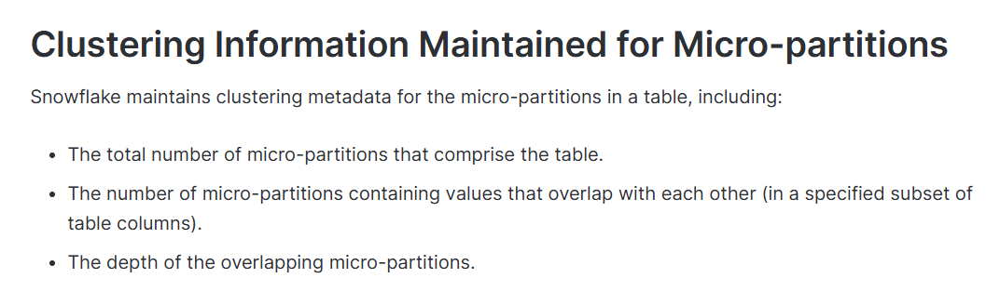 Clustering Information Maintained for Micro-partitions
Snowflake maintains clustering metadata for the micro-partitions in a table, including:
• The total number of micro-partitions that comprise the table.
• The number of micro-partitions containing values that overlap with each other (in a specified subset of
table columns).
• The depth of the overlapping micro-partitions.